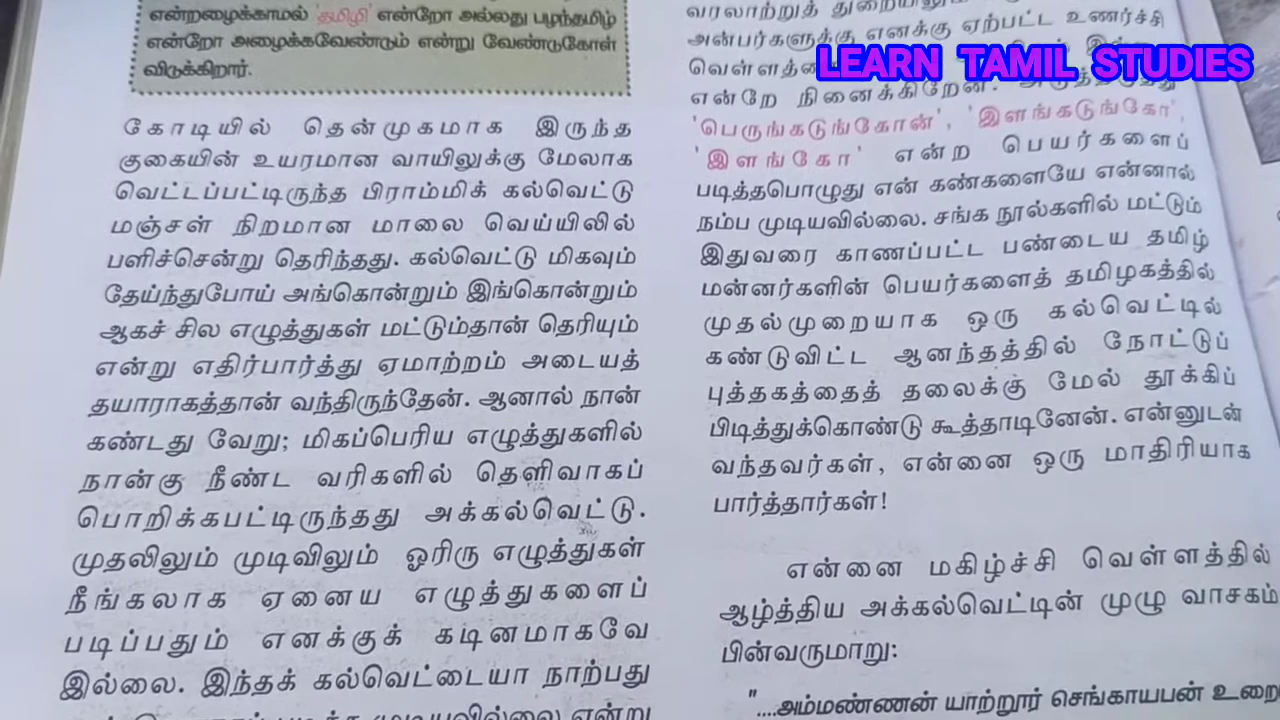 என்றழைக்காமல் 'தமிழி' என்றோ அல்லது பழந்தமிழ்
என்றோ அழைக்கவேண்டும் என்று வேண்டுகோள்
விடுக்கிறார்.
கோடியில் தென்முகமாக இருந்த
குகையின் உயரமான வாயிலுக்கு மேலாக
வெட்டப்பட்டிருந்த பிராம்மிக் கல்வெட்டு
மஞ்சள் நிறமான மாலை வெய்யிலில்
பளிச்சென்று தெரிந்தது. கல்வெட்டு மிகவும்
தேய்ந்துபோய் அங்கொன்றும் இங்கொன்றும்
ஆகச் சில எழுத்துகள் மட்டும்தான் தெரியும்
என்று எதிர்பார்த்து ஏமாற்றம் அடையத்
தயாராகத்தான் வந்திருந்தேன். ஆனால் நான்
கண்டது வேறு; மிகப்பெரிய எழுத்துகளில்
நான்கு நீண்ட வரிகளில் தெளிவாகப்
பொறிக்கபட்டிருந்தது அக்கல்வெட்டு.
முதலிலும் முடிவிலும் ஓரிரு எழுத்துகள்
நீங்கலாக ஏனைய எழுத்துகளைப்
படிப்பதும் எனக்குக் கடினமாகவே
இல்லை. இந்தக் கல்வெட்டையா நாற்பது
வரலாற்றுத்
அன்பர்களுக்கு எனக்கு ஏற்பட்ட உணர்ச்சி
LEARN TAMIL STUDIES
என்றே நினைக்கிறேன்.
'பெருங்கடுங்கோன்', 'இளங்கடுங்கோ',
'இளங்கோ' என்ற பெயர்களைப்
படித்தபொழுது என் கண்களையே என்னால்
நம்ப முடியவில்லை. சங்க நூல்களில் மட்டும்
இதுவரை காணப்பட்ட பண்டைய தமிழ்
மன்னர்களின் பெயர்களைத் தமிழகத்தில்
முதல்முறையாக ஒரு கல்வெட்டில்
கண்டுவிட்ட ஆனந்தத்தில் நோட்டுப்
புத்தகத்தைத் தலைக்கு மேல் தூக்கிப்
பிடித்துக்கொண்டு கூத்தாடினேன். என்னுடன்
வந்தவர்கள், என்னை ஒரு மாதிரியாக
பார்த்தார்கள்!
என்னை மகிழ்ச்சி வெள்ளத்தில்
ஆழ்த்திய அக்கல்வெட்டின் முழு வாசகம்
பின்வருமாறு:
"....அம்மண்ணன் யாற்றூர் செங்காயபன் உறை